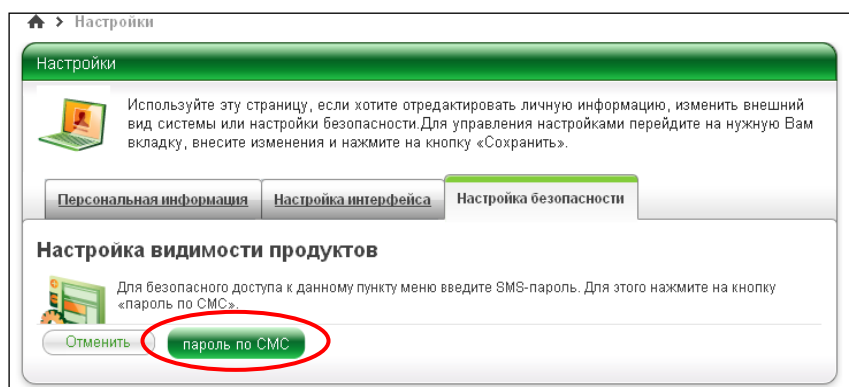 Настройки
Настройки
Используйте эту страницу, если хотите отредактировать личную информацию, изменить внешний
вид системы или настройки безопасности.Для управления настройками перейдите на нужную Вам
вкладку, внесите изменения и нажмите на кнопку «Сохранить».
Персональная информация Настройка интерфейса Настройка безопасности
Настройка видимости продуктов
Для безопасного доступа к данному пункту меню введите SMS-пароль. Для этого нажмите на кнопку
«пароль по СМС».
Отменить пароль по СМС